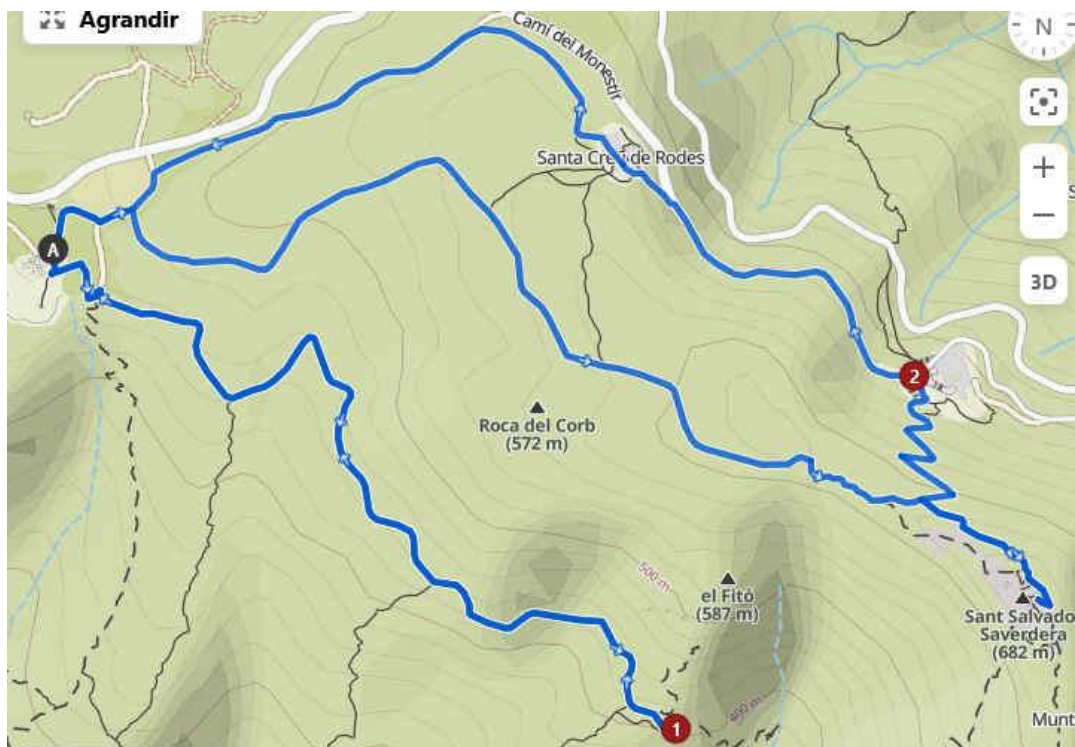 Agrandir
N
Camí del Monestir
Santa Creu de Rodes
S
A
3D
2
Roca del Corb
(572 m)
500 m
el Fitó
(587 m)
Sant Salvado
Saverdera
(682 m)
400 m
1
Munt